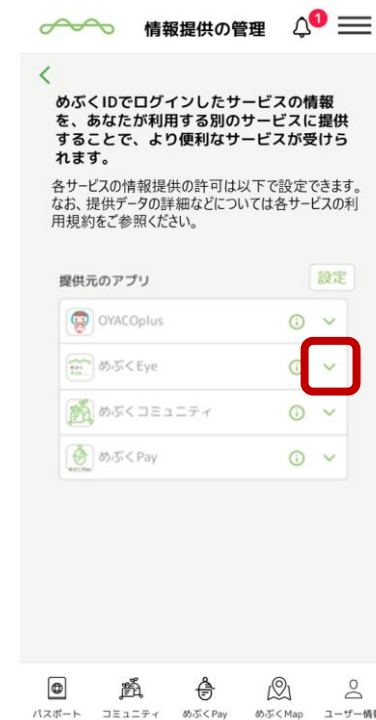 情報提供の管理
1
めぶくIDでログインしたサービスの情報
を、あなたが利用する別のサービスに提供
することで、より便利なサービスが受けら
れます。
各サービスの情報提供の許可は以下で設定できます。
なお、提供データの詳細などについては各サービスの利
用規約をご参照ください。
提供元のアプリ
設定
OYACOplus
めぶくEye
めぶくコミュニティ
めぶくPay
パスポート
コミュニティ
めぶくPay
めぶくMap
ユーザー情報